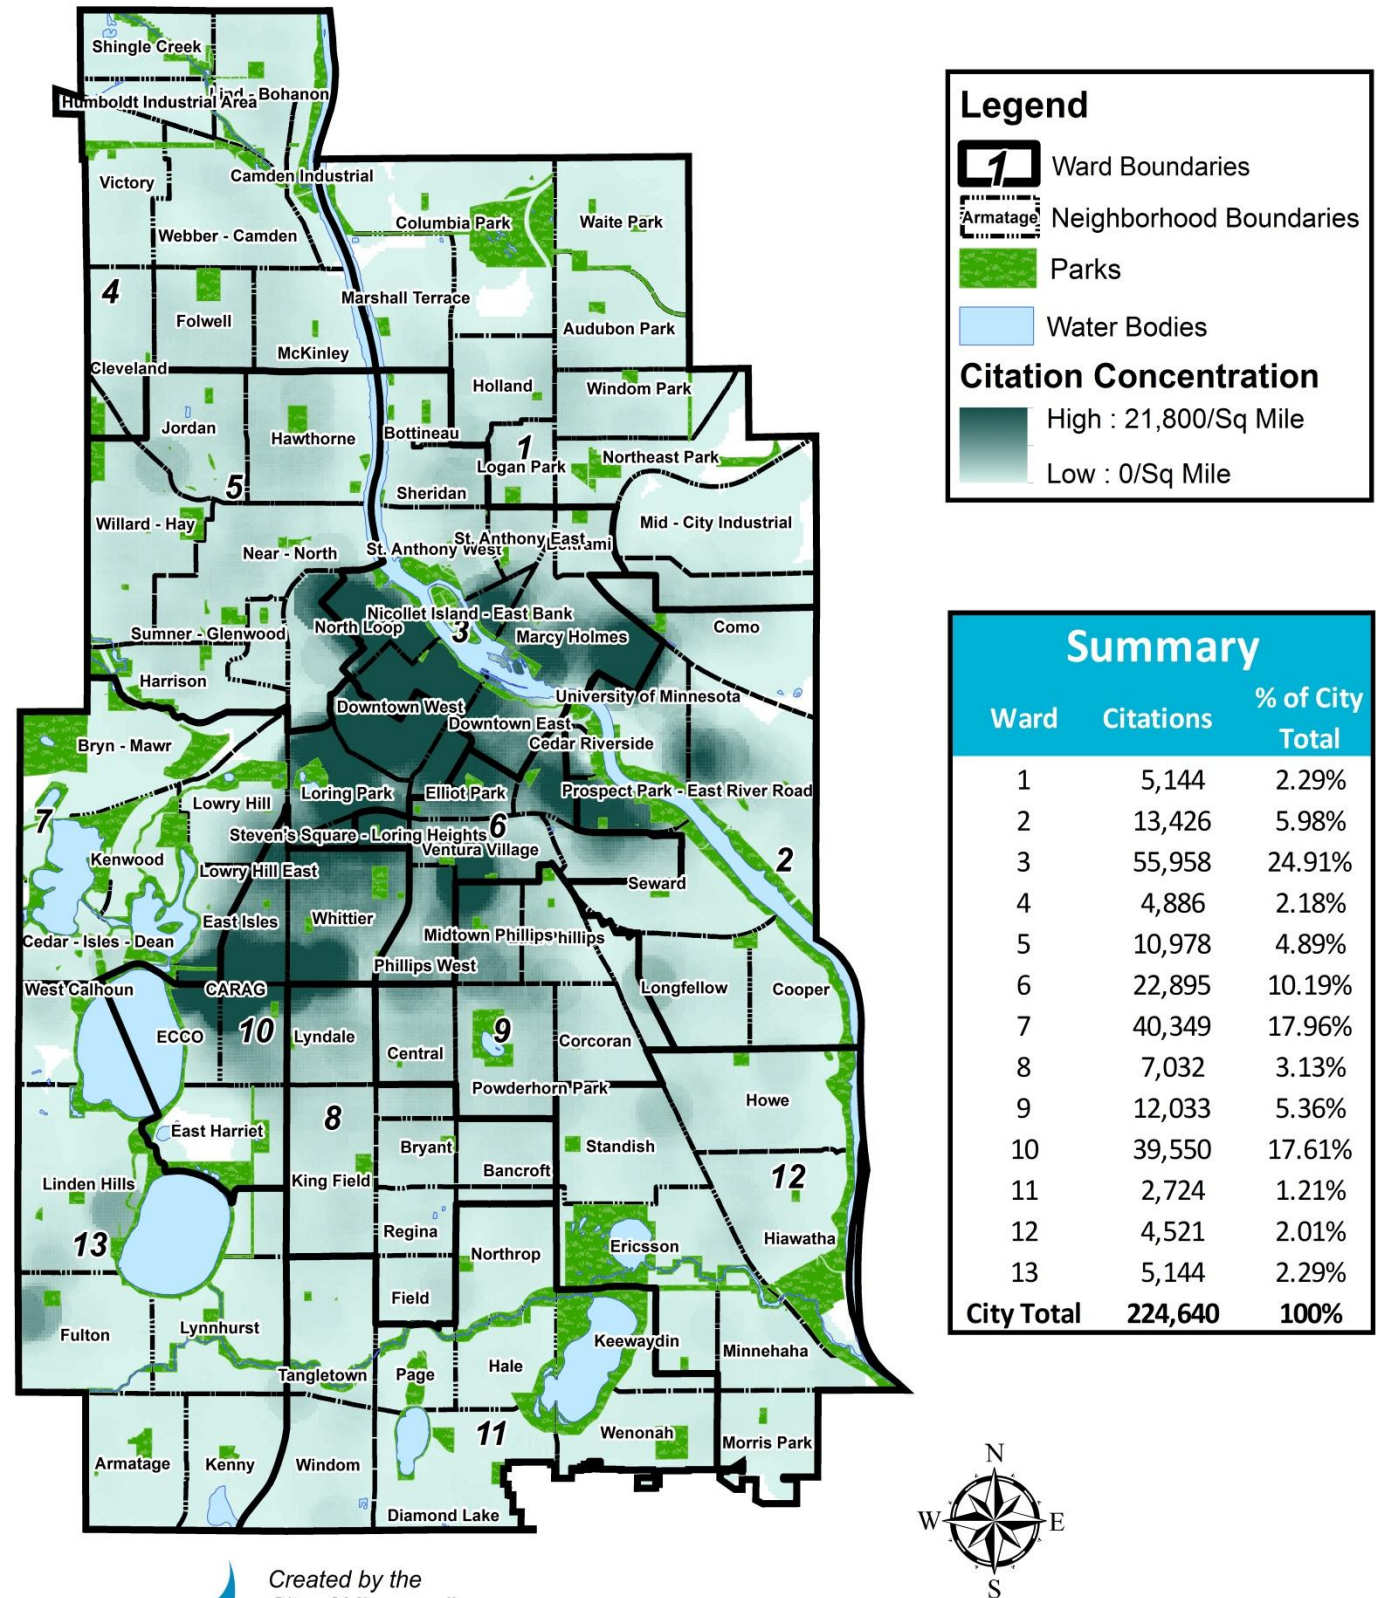 Shingle Creek
Lind - Bohanon
Humboldt Industrial Area
Victory
Camden Industrial
Webber - Camden
Columbia Park
Waite Park
4
Marshall Terrace
Folwell
Audubon Park
McKinley
Cleveland
Holland
Windom Park
Jordan
Hawthorne
Bottineau
1
Logan Park
Northeast Park
5
Sheridan
Willard - Hay
Mid - City Industrial
Near - North
St. Anthony West
St. Anthony East
Beltrami
Nicollet Island - East Bank
North Loop
3
Marcy Holmes
Como
Sumner - Glenwood
Harrison
University of Minnesota
Downtown West
Downtown East
Bryn - Mawr
Cedar Riverside
Loring Park
Elliot Park
Prospect Park - East River Road
Lowry Hill
7
Steven's Square - Loring Heights
6
Ventura Village
Kenwood
2
Lowry Hill East
Seward
East Isles
Whittier
Midtown Phillips
Cedar - Isles - Dean
Phillips West
West Calhoun
CARAG
Longfellow
Cooper
ECCO
10
Lyndale
9
Central
Corcoran
Powderhorn Park
Howe
8
East Harriet
Bryant
Standish
Bancroft
King Field
12
Linden Hills
Regina
13
Northrop
Ericsson
Hiawatha
Field
Fulton
Lynnhurst
Keewaydin
Minnehaha
Tangletown
Page
Hale
11
Wenonah
Morris Park
Armatage
Kenny
Windom
Diamond Lake
Created by the
Legend
1 Ward Boundaries
Armatage Neighborhood Boundaries
Parks
Water Bodies
Citation Concentration
High : 21,800/Sq Mile
Low : 0/Sq Mile
Summary
Ward Citations % of City Total
1 5,144 2.29%
2 13,426 5.98%
3 55,958 24.91%
4 4,886 2.18%
5 10,978 4.89%
6 22,895 10.19%
7 40,349 17.96%
8 7,032 3.13%
9 12,033 5.36%
10 39,550 17.61%
11 2,724 1.21%
12 4,521 2.01%
13 5,144 2.29%
City Total 224,640 100%
N
W E
S